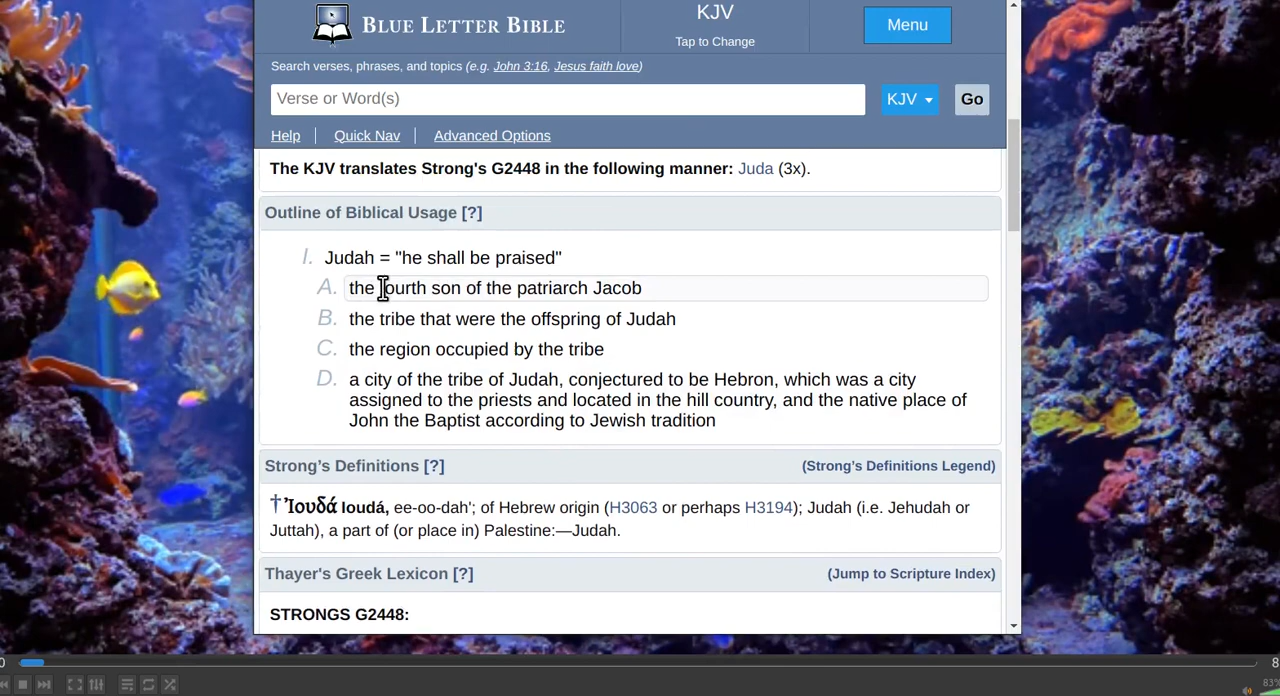 BLUE LETTER BIBLE
KJV
Tap to Change
Menu
Search verses, phrases, and topics (e.g. John 3:16, Jesus faith love)
Verse or Word(s)
KJV
Go
Help
Quick Nav
Advanced Options
The KJV translates Strong's G2448 in the following manner: Juda (3x).
Outline of Biblical Usage [?]
I. Judah = "he shall be praised"
A. the fourth son of the patriarch Jacob
B. the tribe that were the offspring of Judah
C. the region occupied by the tribe
D. a city of the tribe of Judah, conjectured to be Hebron, which was a city
assigned to the priests and located in the hill country, and the native place of
John the Baptist according to Jewish tradition
Strong’s Definitions [?]
(Strong’s Definitions Legend)
† Ἰουδά Ioudá, ee-oo-dah'; of Hebrew origin (H3063 or perhaps H3194); Judah (i.e. Jehudah or
Juttah), a part of (or place in) Palestine:—Judah.
Thayer's Greek Lexicon [?]
(Jump to Scripture Index)
STRONGS G2448:
0
8
83%